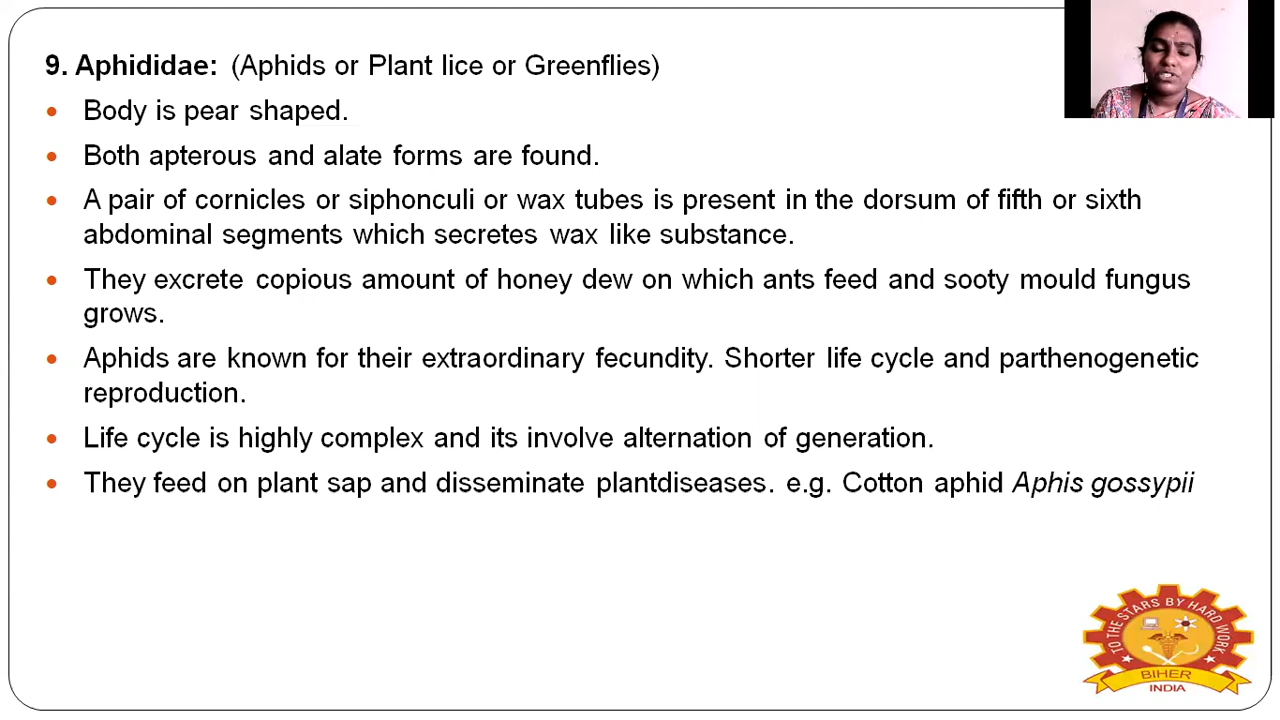 9. Aphididae: (Aphids or Plant lice or Greenflies)
• Body is pear shaped.
• Both apterous and alate forms are found.
• A pair of cornicles or siphonculi or wax tubes is present in the dorsum of fifth or sixth
abdominal segments which secretes wax like substance.
• They excrete copious amount of honey dew on which ants feed and sooty mould fungus
grows.
• Aphids are known for their extraordinary fecundity. Shorter life cycle and parthenogenetic
reproduction.
• Life cycle is highly complex and its involve alternation of generation.
• They feed on plant sap and disseminate plantdiseases. e.g. Cotton aphid Aphis gossypii
TO THE STARS BY HARD WORK
BIHER
INDIA